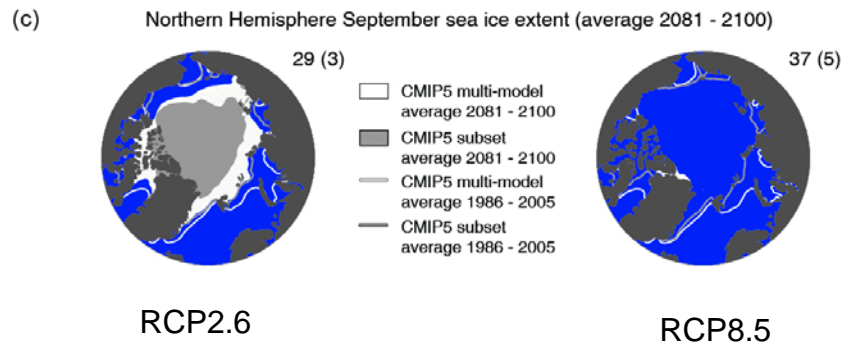 (c)
Northern Hemisphere September sea ice extent (average 2081 - 2100)
29 (3)
CMIP5 multi-model
average 2081 - 2100
CMIP5 subset
average 2081 - 2100
CMIP5 multi-model
average 1986 - 2005
CMIP5 subset
average 1986 - 2005
37 (5)
RCP2.6
RCP8.5